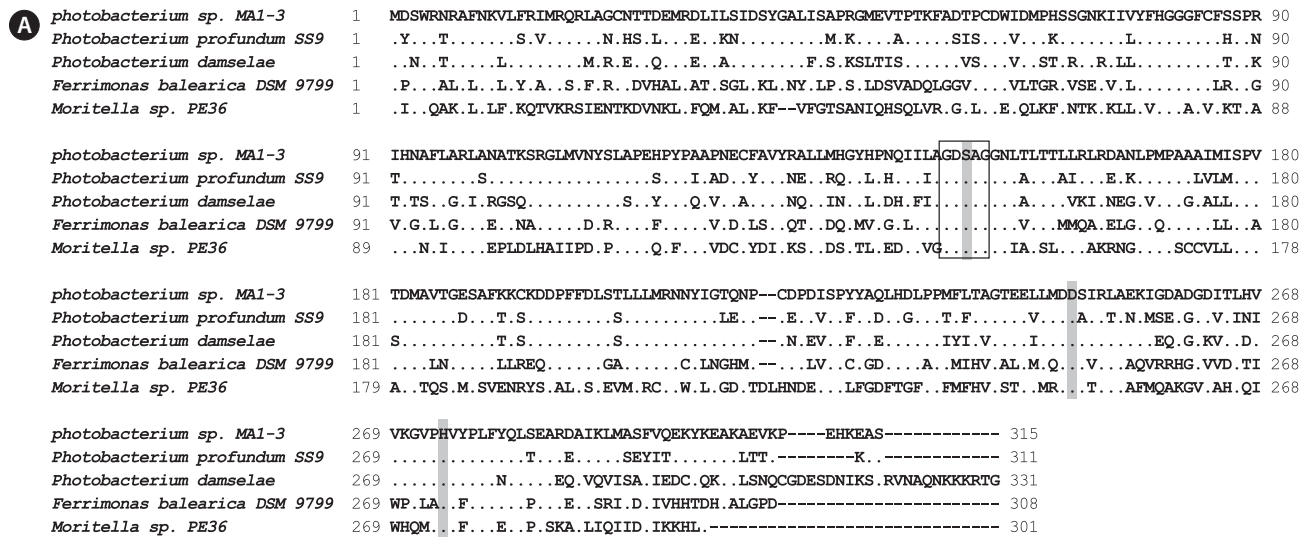 A
photobacterium sp. MA1-3 1 MDSWRNRAFNKVLFRIMRQRLAGCNTTDEMRDLILSIDSYGALISAPRGMEVTPTKFADTPCDWIDMPHSSGNKIIVYFHGGGFCFSSPR 90
Photobacterium profundum SS9 1 .Y...T.......S.V......N.HS.L...E..KN.........M.K....A.....SIS...V...K......L.........H..N 90
Photobacterium damselae 1 ..N..T.....L........M.R.E..Q...E..A........F.S.KSLTIS......VS...V..ST.R..R.LL........T..K 90
Ferrimonas balearica DSM 9799 1 .P..AL.L..L.Y.A...S.F.R..DVHAL.AT.SGL.KL.NY.LP.S.LDSVADQLGGV....VLTGR.VSE.V.L........LR..G 90
Moritella sp. PE36 1 .I..QAK.L.LF.KQTVKRSIENTKDVNKL.FQM.AL.KF--VFGTSANIQHSQLVR.G.L..E.QLKF.NTK.KLL.V...A.V.KT.A 88
photobacterium sp. MA1-3 91 IHNAFLARLANATKSRGLMVNYSLAPEHPYPAAPNECFAVYRALLMHGYHPNQIILAGDSAGGNLTLTTLLRLRDANLPMPAAAIMISPV 180
Photobacterium profundum SS9 91 T........S.................S...I..AD..Y...NE...RQ..L.H...I.........A...AI...E.K.....LVLM... 180
Photobacterium damselae 91 T.TS..G.I.RGSQ..........S...Y...Q.V..A....NQ...IN..LD.H.FI.........A....VKI.NEG.V...G.ALL... 180
Ferrimonas balearica DSM 9799 91 V.G.L.G...E..NA.....D.R....F.....V.D.LS...QT..DQ.MV.G.L............V..MMQA.ELG..Q......LL..A 180
Moritella sp. PE36 89 ...N.I...EPLDLHAIIPD.P....Q.F....VDC.YDI.KS..DS.T.LED..VG........IA.SL...AKRNG....SCCVLL... 178
photobacterium sp. MA1-3 181 TDMAVTGESAFKKCKDDPFFDLSTLLLMRNNYIGTQNP--CDPDISPYYAQLHDLPPMFLTAGTEELLMDDSIRLAEKIGDADGDITLHV 268
Photobacterium profundum SS9 181 .......D...T.S.........S..........LE..--..E..V...F..D..G...T.F......V....A..T.N.MSE.G..V.INI 268
Photobacterium damselae 181 S..........T.S.........S..............--..N.EV..F..E......IYI.V.....I.............EQ.G.KV..D. 268
Ferrimonas balearica DSM 9799 181 .....LN.....LLREQ.....GA......C.LNGHM.--...LV..C.GD....A..MIHV.AL.M.Q..V...AQVRRHG.VVD.TI 268
Moritella sp. PE36 179 A..TQS.M.SVENRYS.AL.S.EVM.RC..W.L.GD.TDLHNDE...LFGDFTGF...FMFHV.ST..MR...T...AFMQAKGV.AH.QI 268
photobacterium sp. MA1-3 269 VKGVPHVYPLFYQLSEARDAIKLMASFVQEKYKEAKAEVKP----EHKEAS------------ 315
Photobacterium profundum SS9 269 ..............T...E.....SEYIT.....LTT.--------K.------------ 311
Photobacterium damselae 269 ...........N.....EQ.VQVISA.IEDC.QK..LSNQCGDESDNIKS.RVNAQNKKKRTG 331
Ferrimonas balearica DSM 9799 269 WP.LA..F.....P...E..SRI.D.IVHHTDH.ALGPD----------------------- 308
Moritella sp. PE36 269 WHQM...F...E..P.SKA.LIQIID.IKKHL.------------------------------ 301